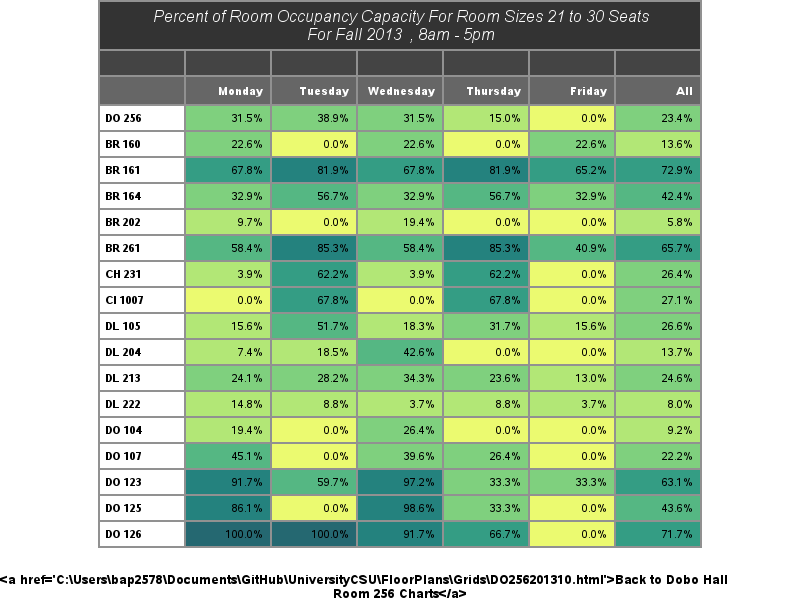 Percent of Room Occupancy Capacity For Room Sizes 21 to 30 Seats
For Fall 2013 , 8am - 5pm
Monday Tuesday Wednesday Thursday Friday All
DO 256 31.5% 38.9% 31.5% 15.0% 0.0% 23.4%
BR 160 22.6% 0.0% 22.6% 0.0% 22.6% 13.6%
BR 161 67.8% 81.9% 67.8% 81.9% 65.2% 72.9%
BR 164 32.9% 56.7% 32.9% 56.7% 32.9% 42.4%
BR 202 9.7% 0.0% 19.4% 0.0% 0.0% 5.8%
BR 261 58.4% 85.3% 58.4% 85.3% 40.9% 65.7%
CH 231 3.9% 62.2% 3.9% 62.2% 0.0% 26.4%
CI 1007 0.0% 67.8% 0.0% 67.8% 0.0% 27.1%
DL 105 15.6% 51.7% 18.3% 31.7% 15.6% 26.6%
DL 204 7.4% 18.5% 42.6% 0.0% 0.0% 13.7%
DL 213 24.1% 28.2% 34.3% 23.6% 13.0% 24.6%
DL 222 14.8% 8.8% 3.7% 8.8% 3.7% 8.0%
DO 104 19.4% 0.0% 26.4% 0.0% 0.0% 9.2%
DO 107 45.1% 0.0% 39.6% 26.4% 0.0% 22.2%
DO 123 91.7% 59.7% 97.2% 33.3% 33.3% 63.1%
DO 125 86.1% 0.0% 98.6% 33.3% 0.0% 43.6%
DO 126 100.0% 100.0% 91.7% 66.7% 0.0% 71.7%
<a href='C:\Users\bap2578\Documents\GitHub\UniversityCSU\FloorPlans\Grids\DO256201310.html'>Back to Dobo Hall
Room 256 Charts</a>